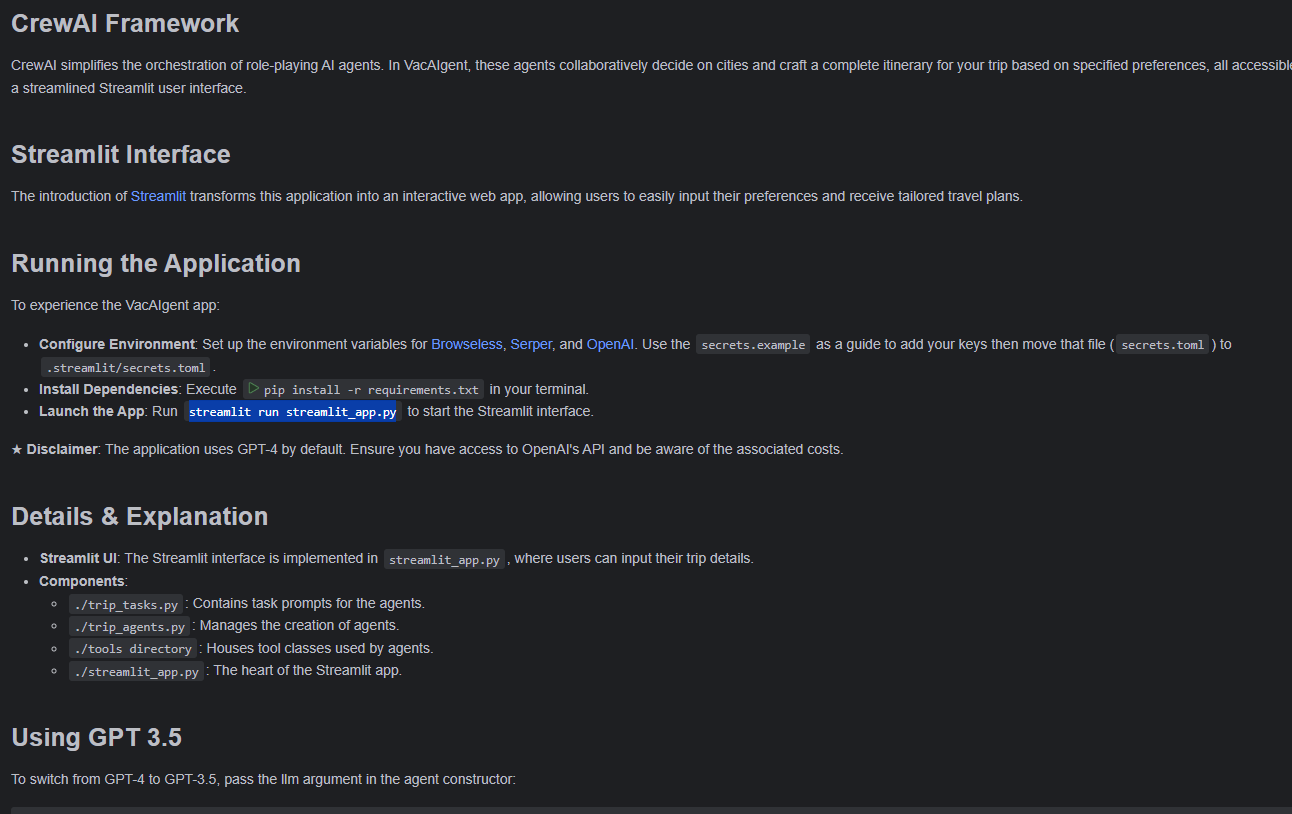 CrewAI Framework
CrewAI simplifies the orchestration of role-playing AI agents. In VacAIgent, these agents collaboratively decide on cities and craft a complete itinerary for your trip based on specified preferences, all accessible
a streamlined Streamlit user interface.
Streamlit Interface
The introduction of Streamlit transforms this application into an interactive web app, allowing users to easily input their preferences and receive tailored travel plans.
Running the Application
To experience the VacAIgent app:
• Configure Environment: Set up the environment variables for Browseless, Serper, and OpenAI. Use the secrets.example as a guide to add your keys then move that file ( secrets.toml ) to
.streamlit/secrets.toml .
• Install Dependencies: Execute pip install -r requirements.txt in your terminal.
• Launch the App: Run streamlit run streamlit_app.py to start the Streamlit interface.
★ Disclaimer: The application uses GPT-4 by default. Ensure you have access to OpenAI's API and be aware of the associated costs.
Details & Explanation
• Streamlit UI: The Streamlit interface is implemented in streamlit_app.py , where users can input their trip details.
• Components:
◦ ./trip_tasks.py : Contains task prompts for the agents.
◦ ./trip_agents.py : Manages the creation of agents.
◦ ./tools directory : Houses tool classes used by agents.
◦ ./streamlit_app.py : The heart of the Streamlit app.
Using GPT 3.5
To switch from GPT-4 to GPT-3.5, pass the llm argument in the agent constructor: